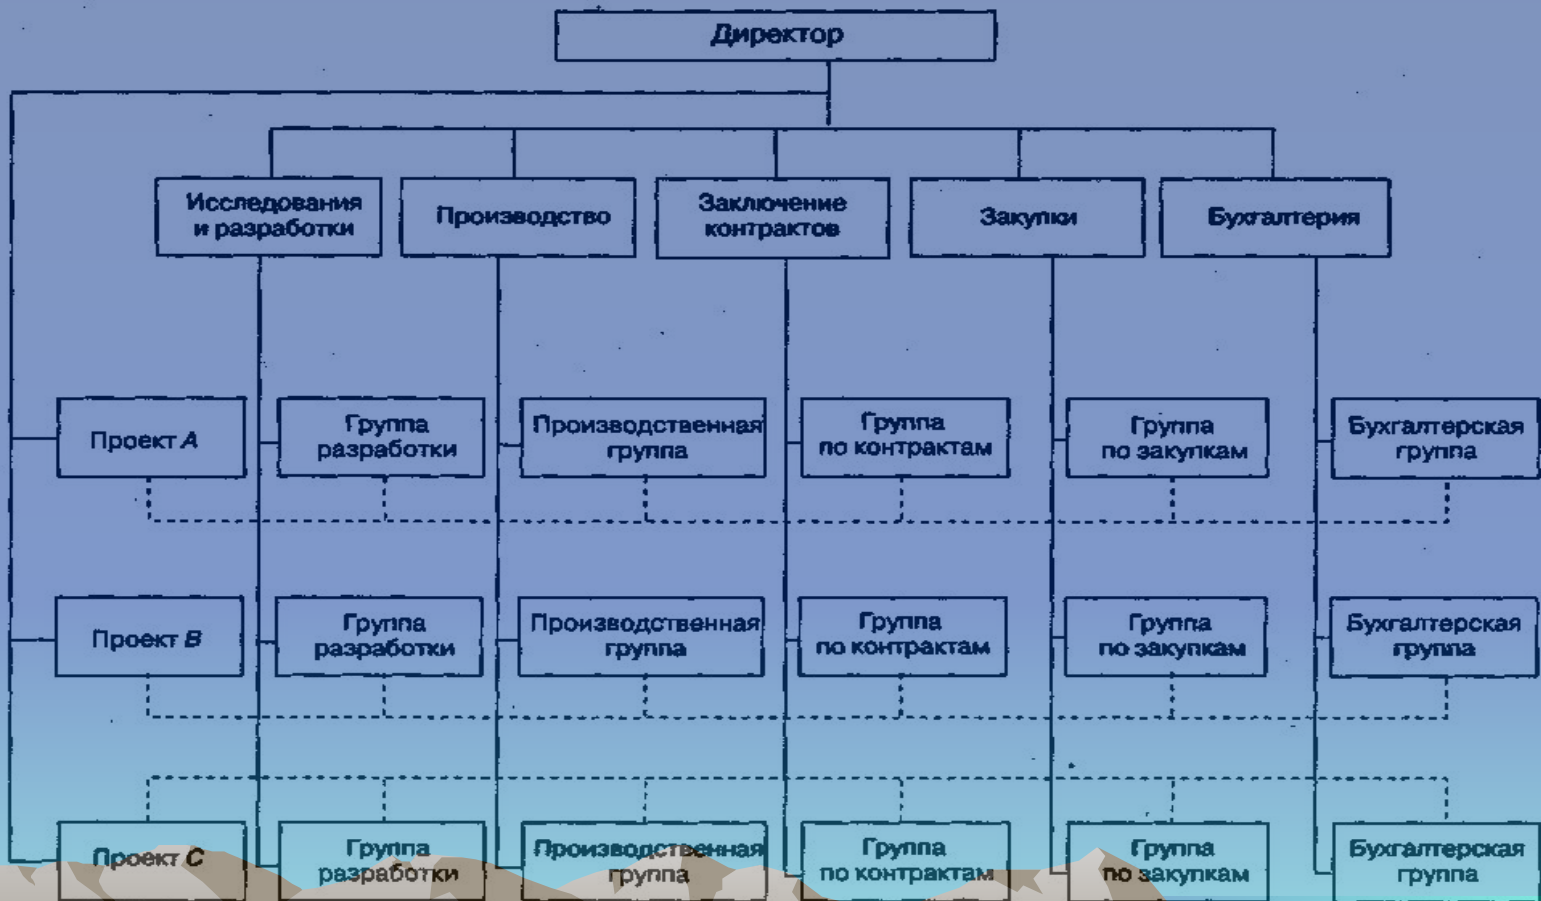 Директор
Исследования
и разработки
Производство
Заключение
контрактов
Закупки
Бухгалтерия
Проект A
Группа
разработки
Производственная
группа
Группа
по контрактам
Группа
по закупкам
Бухгалтерская
группа
Проект B
Группа
разработки
Производственная
группа
Группа
по контрактам
Группа
по закупкам
Бухгалтерская
группа
Проект C
Группа
разработки
Производственная
группа
Группа
по контрактам
Группа
по закупкам
Бухгалтерская
группа